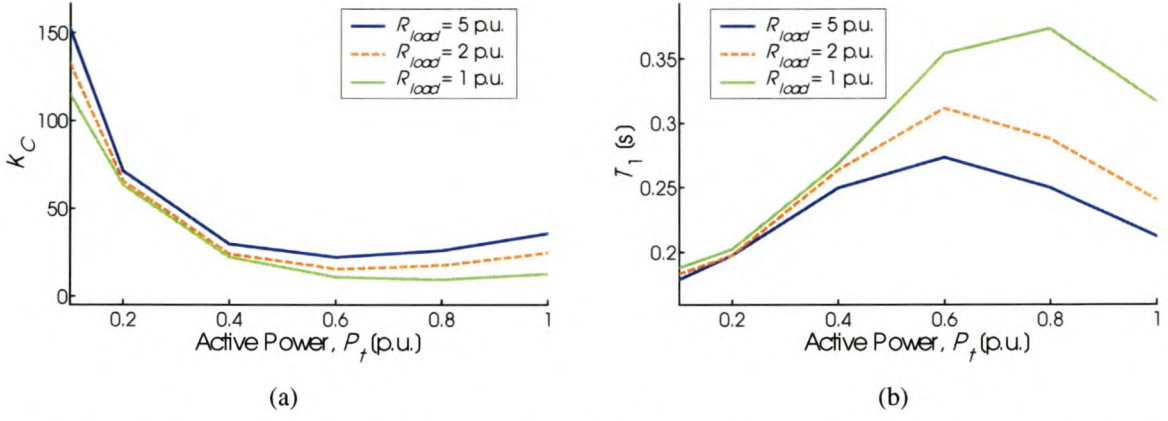 R_load = 5 p.u.
R_load = 2 p.u.
R_load = 1 p.u.
150
100
50
0
K_C
0.2 0.4 0.6 0.8 1
Active Power, P_t (p.u.)
(a)
R_load = 5 p.u.
R_load = 2 p.u.
R_load = 1 p.u.
0.35
0.3
0.25
0.2
T_1 (s)
0.2 0.4 0.6 0.8 1
Active Power, P_t (p.u.)
(b)